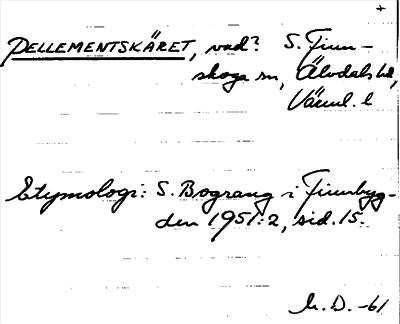 +
PELLEMENTSKÄRET, vad? S. Finn-
skoga sn, Älvdals hd,
Värml. l
Etymologi: S. Bograng i Finnbyg-
den 1951:2, sid. 15.
M. D. -61